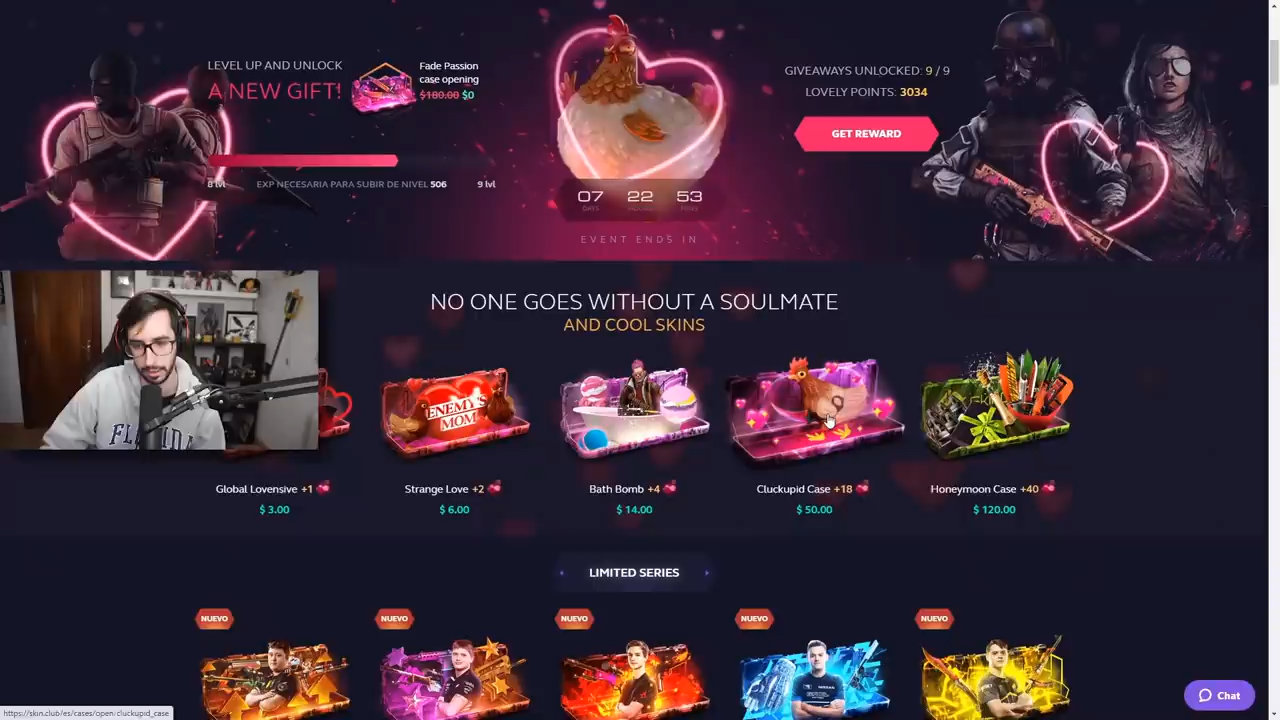 LEVEL UP AND UNLOCK
A NEW GIFT!
Fade Passion
case opening
$180.00 $0
8 lvl
EXP NECESARIA PARA SUBIR DE NIVEL 506
9 lvl
07 22 53
DAYS HOURS MINS
EVENT ENDS IN
GIVEAWAYS UNLOCKED: 9 / 9
LOVELY POINTS: 3034
GET REWARD
NO ONE GOES WITHOUT A SOULMATE
AND COOL SKINS
FLORIDA
ENEMY'S
MOM
Global Lovensive +1
$ 3.00
Strange Love +2
$ 6.00
Bath Bomb +4
$ 14.00
Cluckupid Case +18
$ 50.00
Honeymoon Case +40
$ 120.00
LIMITED SERIES
NUEVO
NUEVO
NUEVO
NUEVO
NUEVO
Chat
https://skin.club/es/cases/open/cluckupid_case